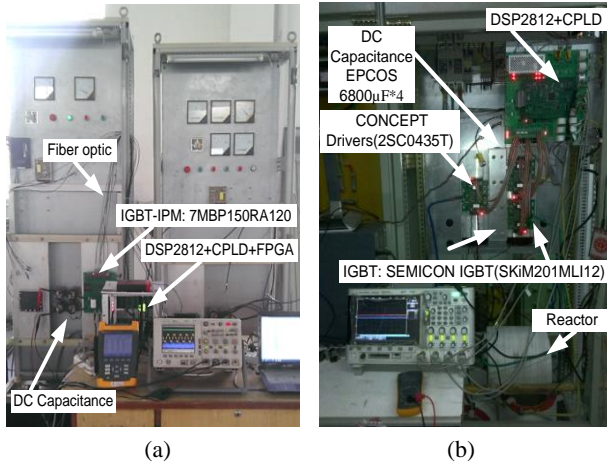 Fiber optic
IGBT-IPM: 7MBP150RA120
DSP2812+CPLD+FPGA
DC Capacitance
(a)
DSP2812+CPLD
DC
Capacitance
EPCOS
6800μF*4
CONCEPT
Drivers(2SC0435T)
IGBT: SEMICON IGBT(SKiM201MLI12)
Reactor
(b)